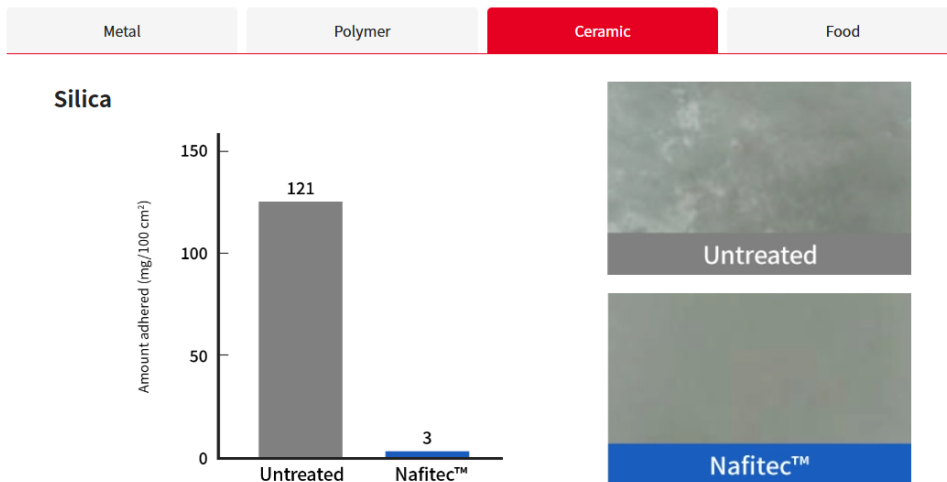 Metal Polymer Ceramic Food
Silica
Amount adhered (mg/100 cm²)
150
100
50
0
121
3
Untreated Nafitec™
Untreated
Nafitec™